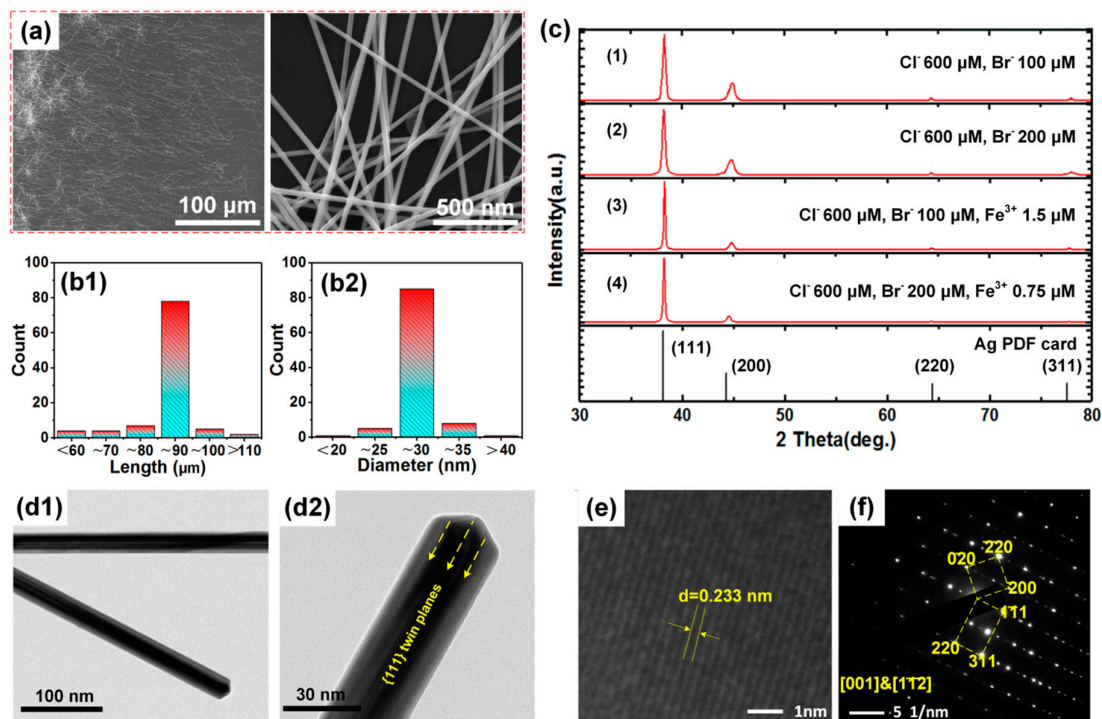 (a)
100 μm
500 nm
(b1)
Count
100
80
60
40
20
0
<60 ~70 ~80 ~90 ~100 >110
Length (μm)
(b2)
Count
100
80
60
40
20
0
<20 ~25 ~30 ~35 >40
Diameter (nm)
(c)
Intensity(a.u.)
(1)
Cl⁻ 600 μM, Br⁻ 100 μM
(2)
Cl⁻ 600 μM, Br⁻ 200 μM
(3)
Cl⁻ 600 μM, Br⁻ 100 μM, Fe³⁺ 1.5 μM
(4)
Cl⁻ 600 μM, Br⁻ 200 μM, Fe³⁺ 0.75 μM
Ag PDF card
(111)
(200)
(220)
(311)
30 40 50 60 70 80
2 Theta(deg.)
(d1)
100 nm
(d2)
{111} twin planes
30 nm
(e)
d=0.233 nm
1nm
(f)
220
020
200
111
220
311
[001]&[11̄2]
5 1/nm